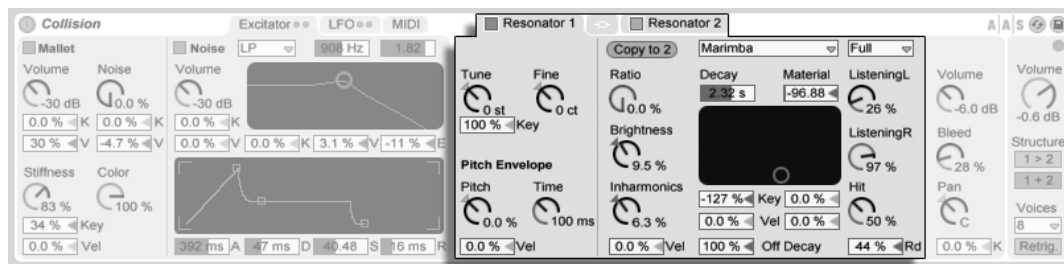 Collision
Excitator
LFO
MIDI
Resonator 1
Resonator 2
AAS
Mallet
Noise
LP
908 Hz
1.82
Copy to 2
Marimba
Full
Volume
Noise
Volume
Tune
Fine
Ratio
Decay
Material
ListeningL
Volume
Volume
-30 dB
0.0 %
-30 dB
0 st
0 ct
0.0 %
2.32 s
-96.88
26 %
-6.0 dB
-0.6 dB
0.0 % K
0.0 % K
0.0 % K
100 % Key
Brightness
ListeningR
Bleed
Structure
30 % V
-4.7 % V
0.0 % V
0.0 % K
3.1 % V
-11 % E
9.5 %
97 %
28 %
1 > 2
Stiffness
Color
Pitch Envelope
Pitch
Time
Inharmonics
Hit
Pan
1 + 2
83 %
100 %
0.0 %
100 ms
6.3 %
-127 % Key 0.0 %
50 %
C
Voices
34 % Key
0.0 % Vel 0.0 %
8
0.0 % Vel
392 ms A
47 ms D
40.48 S
16 ms R
0.0 % Vel
0.0 % Vel
100 % Off Decay
44 % Rd
0.0 % K
Retrig.